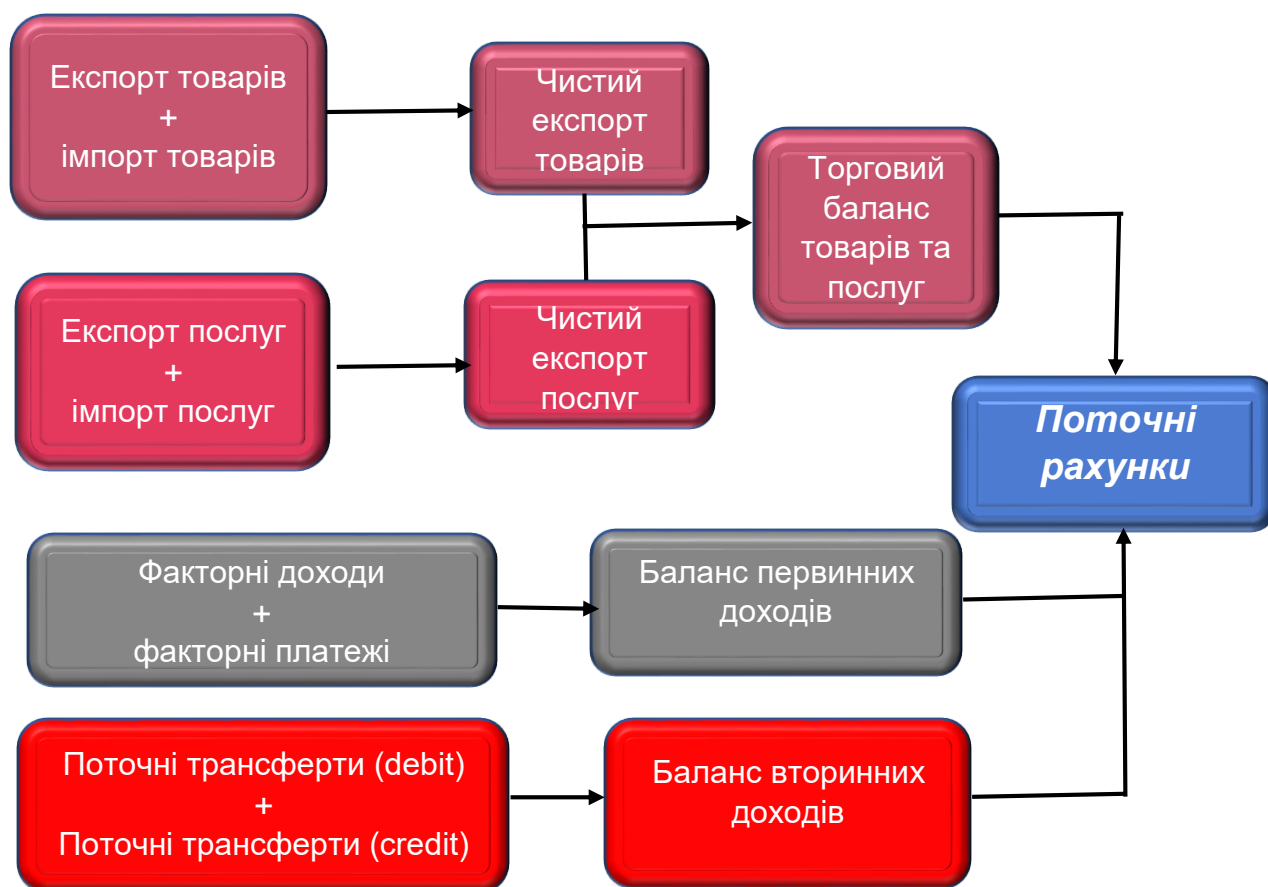 Експорт товарів
+
імпорт товарів
Чистий
експорт
товарів
Торговий
баланс
товарів та
послуг
Експорт послуг
+
імпорт послуг
Чистий
експорт
послуг
Поточні
рахунки
Факторні доходи
+
факторні платежі
Баланс первинних
доходів
Поточні трансферти (debit)
+
Поточні трансферти (credit)
Баланс вторинних
доходів